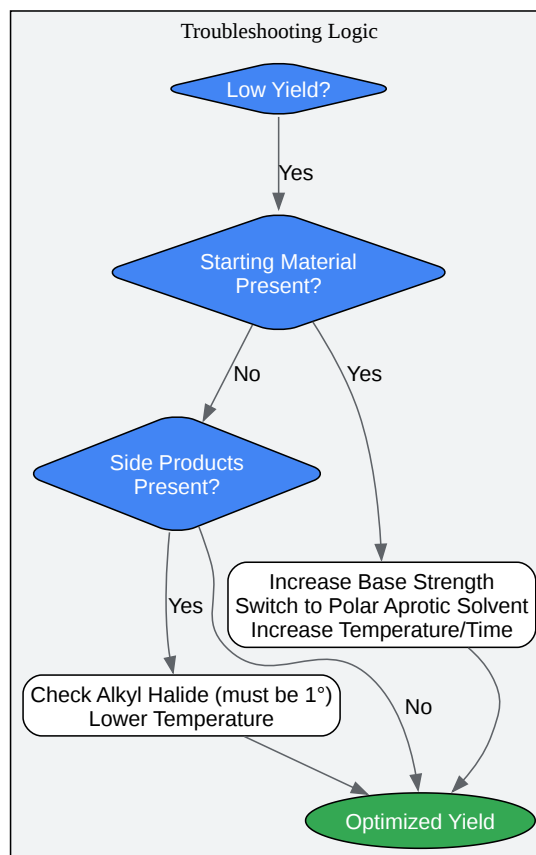 Troubleshooting Logic
Low Yield?
Yes
Starting Material
Present?
No
Yes
Side Products
Present?
Increase Base Strength
Switch to Polar Aprotic Solvent
Increase Temperature/Time
Yes
Check Alkyl Halide (must be 1°)
Lower Temperature
No
Optimized Yield